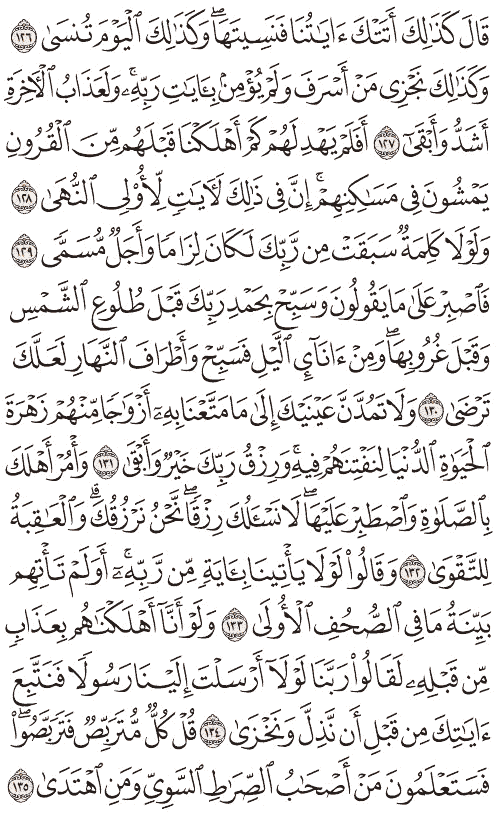 قَالَ كَذَٰلِكَ أَتَتْكَ ءَايَٰتُنَا فَنَسِيتَهَاۖ وَكَذَٰلِكَ ٱلْيَوْمَ تُنسَىٰ ١٢٦
وَكَذَٰلِكَ نَجْزِى مَنْ أَسْرَفَ وَلَمْ يُؤْمِنۢ بِـَٔايَٰتِ رَبِّهِۦۚ وَلَعَذَابُ ٱلْـَٔاخِرَةِ
أَشَدُّ وَأَبْقَىٰٓ ١٢٧ أَفَلَمْ يَهْدِ لَهُمْ كَمْ أَهْلَكْنَا قَبْلَهُم مِّنَ ٱلْقُرُونِ
يَمْشُونَ فِى مَسَٰكِنِهِمْۗ إِنَّ فِى ذَٰلِكَ لَـَٔايَٰتٍ لِّأُو۟لِى ٱلنُّهَىٰ ١٢٨
وَلَوْلَا كَلِمَةٌ سَبَقَتْ مِن رَّبِّكَ لَكَانَ لِزَامًا وَأَجَلٌ مُّسَمًّى ١٢٩
فَٱصْبِرْ عَلَىٰ مَا يَقُولُونَ وَسَبِّحْ بِحَمْدِ رَبِّكَ قَبْلَ طُلُوعِ ٱلشَّمْسِ
وَقَبْلَ غُرُوبِهَاۖ وَمِنْ ءَانَآئِ ٱلَّيْلِ فَسَبِّحْ وَأَطْرَافَ ٱلنَّهَارِ لَعَلَّكَ
تَرْضَىٰ ١٣٠ وَلَا تَمُدَّنَّ عَيْنَيْكَ إِلَىٰ مَا مَتَّعْنَا بِهِۦٓ أَزْوَٰجًا مِّنْهُمْ زَهْرَةَ
ٱلْحَيَوٰةِ ٱلدُّنْيَا لِنَفْتِنَهُمْ فِيهِۚ وَرِزْقُ رَبِّكَ خَيْرٌ وَأَبْقَىٰ ١٣١ وَأْمُرْ أَهْلَكَ
بِٱلصَّلَوٰةِ وَٱصْطَبِرْ عَلَيْهَاۖ لَا نَسْـَٔلُكَ رِزْقًاۖ نَّحْنُ نَرْزُقُكَۗ وَٱلْعَٰقِبَةُ
لِلتَّقْوَىٰ ١٣٢ وَقَالُوا۟ لَوْلَا يَأْتِينَا بِـَٔايَةٍ مِّن رَّبِّهِۦٓۚ أَوَلَمْ تَأْتِهِم
بَيِّنَةُ مَا فِى ٱلصُّحُفِ ٱلْأُولَىٰ ١٣٣ وَلَوْ أَنَّآ أَهْلَكْنَٰهُم بِعَذَابٍ
مِّن قَبْلِهِۦ لَقَالُوا۟ رَبَّنَا لَوْلَآ أَرْسَلْتَ إِلَيْنَا رَسُولًا فَنَتَّبِعَ
ءَايَٰتِكَ مِن قَبْلِ أَن نَّذِلَّ وَنَخْزَىٰ ١٣٤ قُلْ كُلٌّ مُّتَرَبِّصٌ فَتَرَبَّصُوا۟ۖ
فَسَتَعْلَمُونَ مَنْ أَصْحَٰبُ ٱلصِّرَٰطِ ٱلسَّوِىِّ وَمَنِ ٱهْتَدَىٰ ١٣٥